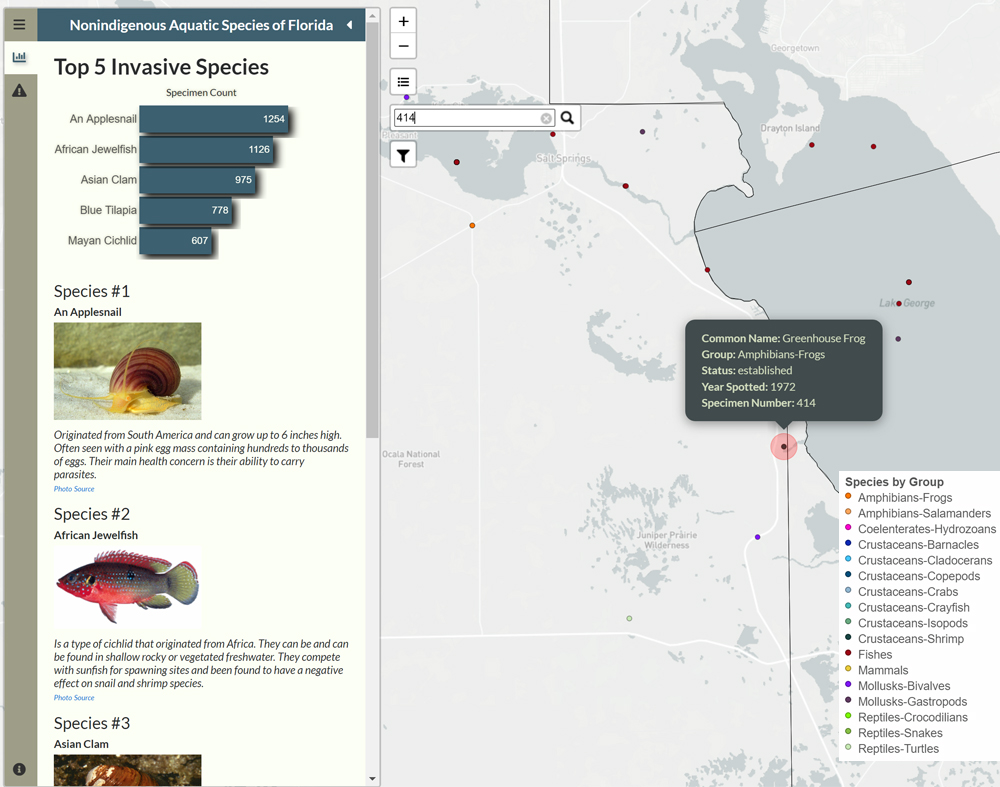 Nonindigenous Aquatic Species of Florida
Top 5 Invasive Species
Specimen Count
An Applesnail 1254
African Jewelfish 1126
Asian Clam 975
Blue Tilapia 778
Mayan Cichlid 607
Species #1
An Applesnail
Originated from South America and can grow up to 6 inches high.
Often seen with a pink egg mass containing hundreds to thousands
of eggs. Their main health concern is their ability to carry
parasites.
Photo Source
Species #2
African Jewelfish
Is a type of cichlid that originated from Africa. They can be and can
be found in shallow rocky or vegetated freshwater. They compete
with sunfish for spawning sites and been found to have a negative
effect on snail and shrimp species.
Photo Source
Species #3
Asian Clam
+
−
414
Pleasant
Salt Springs
Georgetown
Drayton Island
Lake George
Common Name: Greenhouse Frog
Group: Amphibians-Frogs
Status: established
Year Spotted: 1972
Specimen Number: 414
Ocala National
Forest
Juniper Prairie
Wilderness
Species by Group
Amphibians-Frogs
Amphibians-Salamanders
Coelenterates-Hydrozoans
Crustaceans-Barnacles
Crustaceans-Cladocerans
Crustaceans-Copepods
Crustaceans-Crabs
Crustaceans-Crayfish
Crustaceans-Isopods
Crustaceans-Shrimp
Fishes
Mammals
Mollusks-Bivalves
Mollusks-Gastropods
Reptiles-Crocodilians
Reptiles-Snakes
Reptiles-Turtles